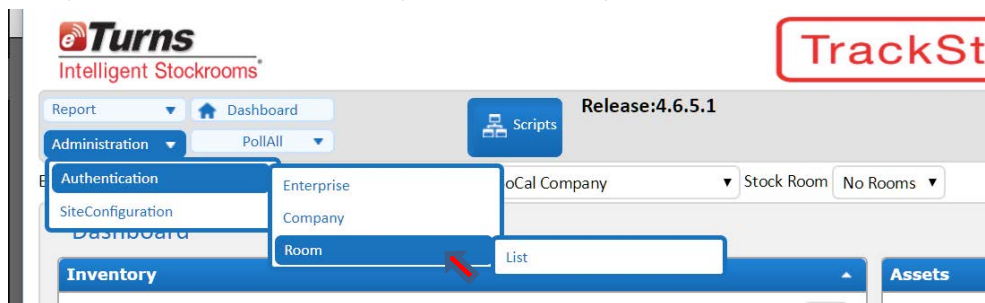 eTurns
Intelligent Stockrooms®
TrackSt
Report
Dashboard
Release:4.6.5.1
Scripts
Administration
PollAll
Authentication
Enterprise
oCal Company
Stock Room
No Rooms
SiteConfiguration
Company
Dashboard
Room
List
Inventory
Assets